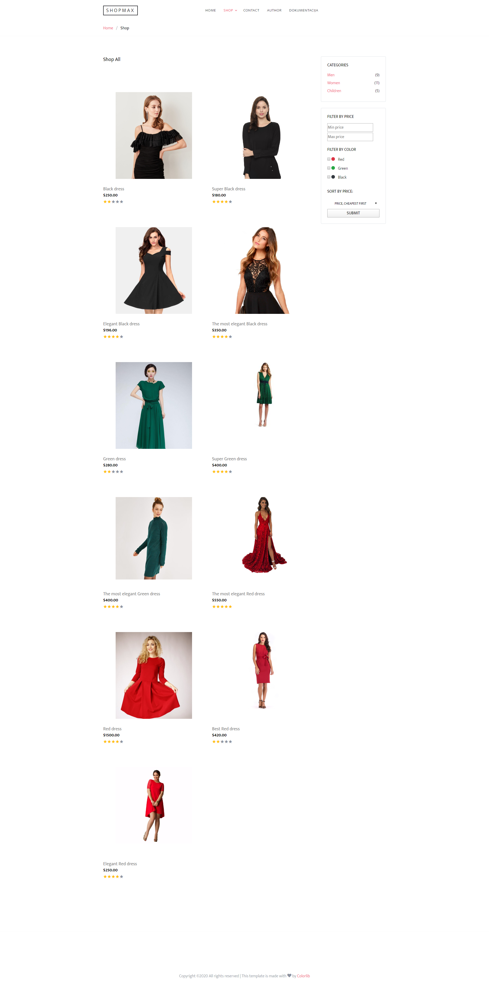 SHOPMAX
HOME SHOP CONTACT AUTHOR DOKUMENTACIJA
Home / Shop
Shop All
Black dress
$250.00
Super Black dress
$180.00
Elegant Black dress
$196.00
The most elegant Black dress
$350.00
Green dress
$280.00
Super Green dress
$400.00
The most elegant Green dress
$400.00
The most elegant Red dress
$550.00
Red dress
$1500.00
Best Red dress
$420.00
Elegant Red dress
$250.00
CATEGORIES
Men (9)
Women (11)
Children (5)
FILTER BY PRICE
Min price
Max price
FILTER BY COLOR
Red
Green
Black
SORT BY PRICE:
PRICE, CHEAPEST FIRST
SUBMIT
Copyright ©2020 All rights reserved | This template is made with by Colorlib